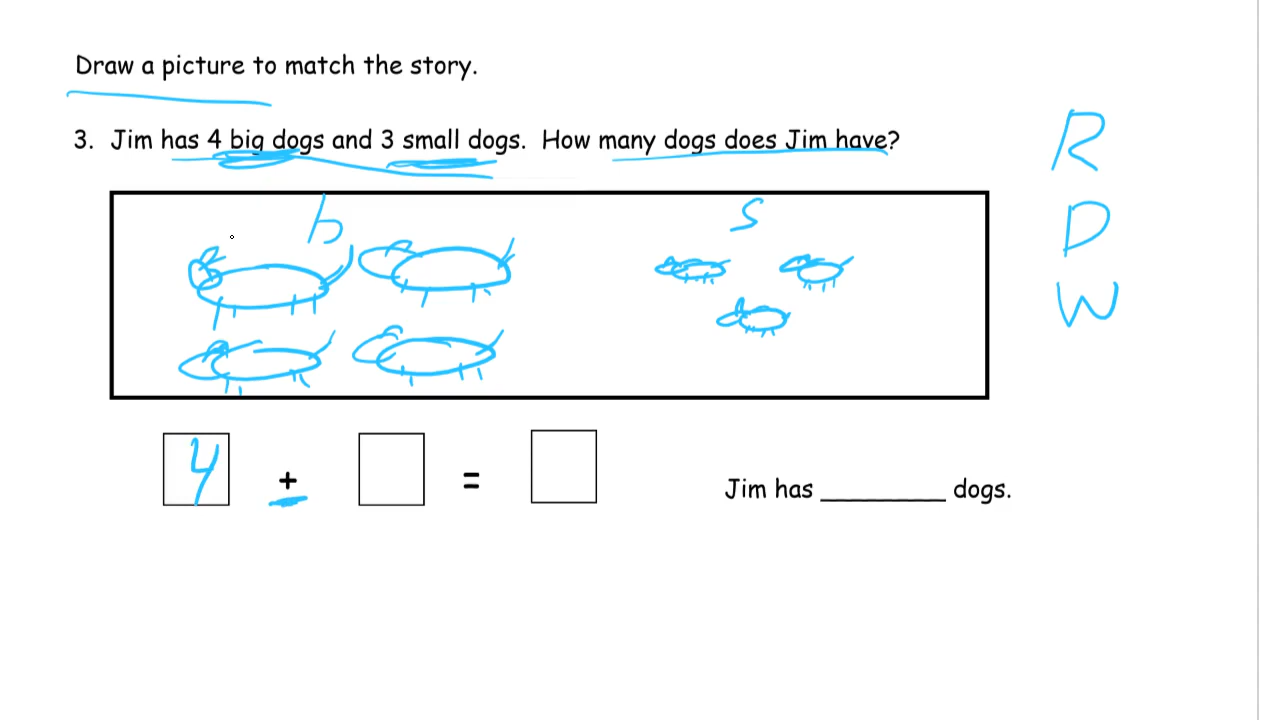 Draw a picture to match the story.
3. Jim has 4 big dogs and 3 small dogs. How many dogs does Jim have?
R
D
W
b s
4 + =
Jim has __________ dogs.